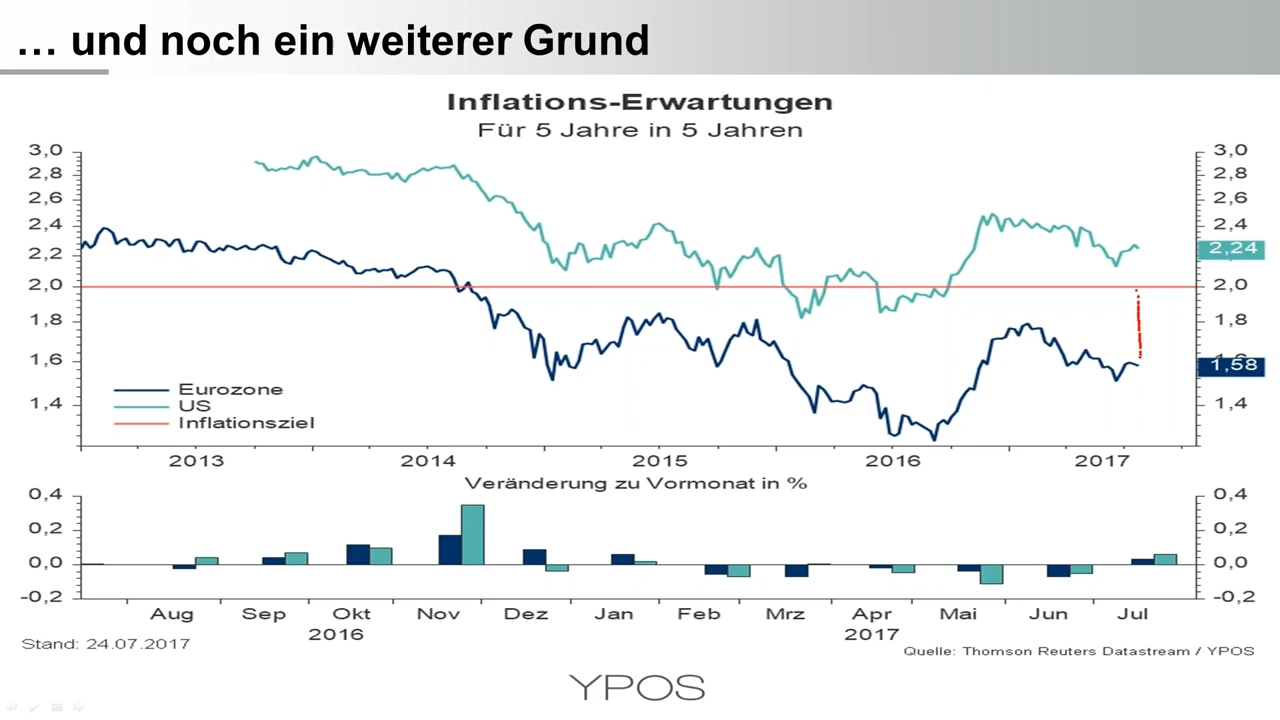 … und noch ein weiterer Grund
Inflations-Erwartungen
Für 5 Jahre in 5 Jahren
3,0 3,0
2,8 2,8
2,6 2,6
2,4 2,4
2,2 2,24
2,0 2,0
1,8 1,8
1,6 1,6
1,58
1,4 1,4
Eurozone
US
Inflationsziel
2013 2014 2015 2016 2017
Veränderung zu Vormonat in %
0,4 0,4
0,2 0,2
0,0 0,0
-0,2 -0,2
Aug Sep Okt Nov Dez Jan Feb Mrz Apr Mai Jun Jul
2016 2017
Stand: 24.07.2017
Quelle: Thomson Reuters Datastream / YPOS
YPOS